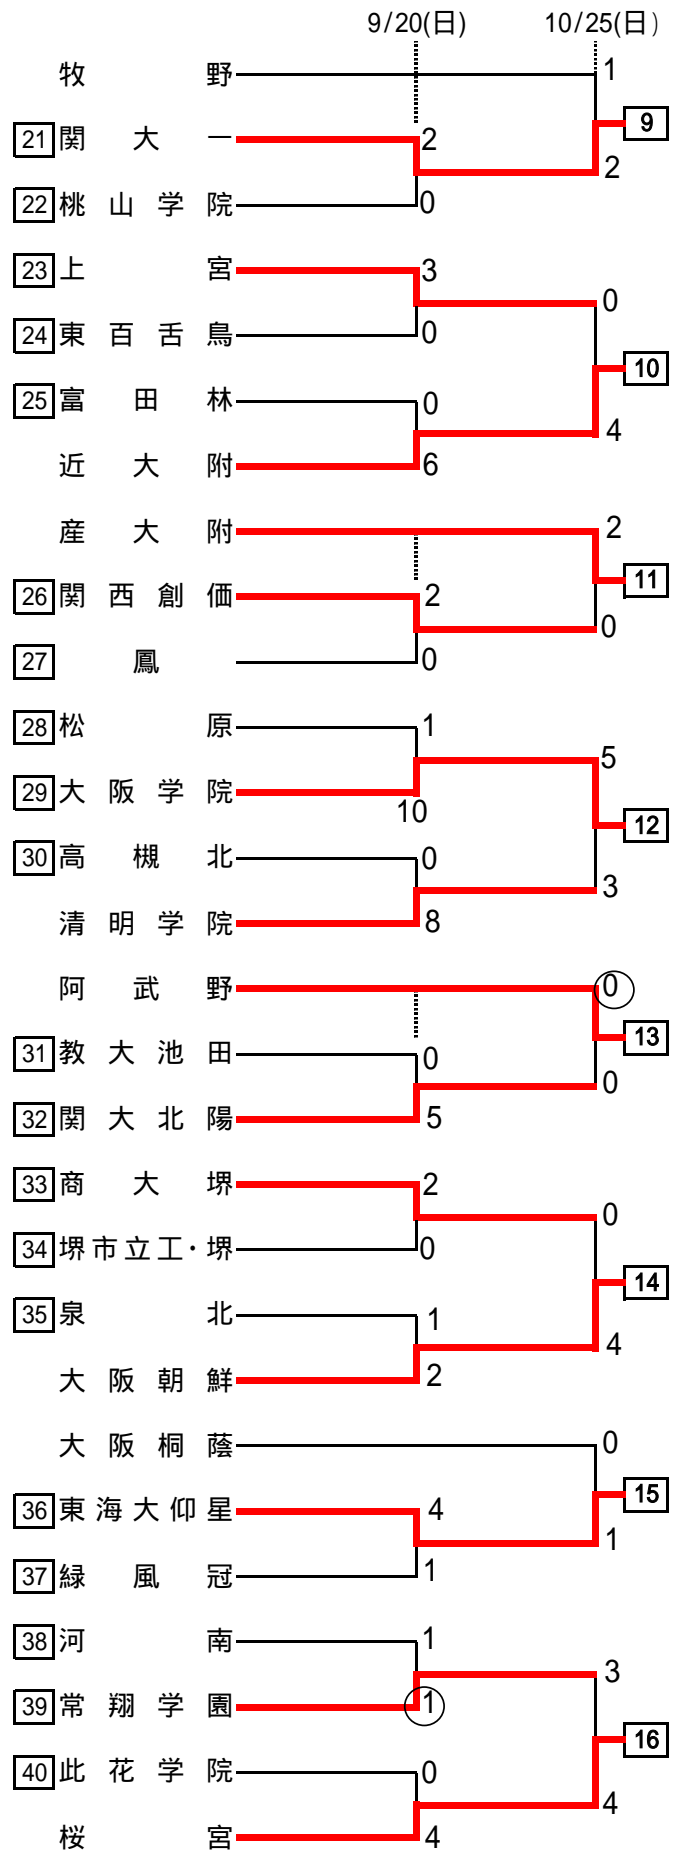 9/20(日) 10/25(日)
牧野 1
9
21 関大一 2
2
22 桃山学院 0
23 上宮 3
0
24 東百舌鳥 0
10
25 富田林 0
4
近大附 6
産大附 2
11
26 関西創価 2
0
27 鳳 0
28 松原 1
5
29 大阪学院 10
12
30 高槻北 0
3
清明学院 8
阿武野 0
13
31 教大池田 0
0
32 関大北陽 5
33 商大堺 2
0
34 堺市立工・堺 0
14
35 泉北 1
4
大阪朝鮮 2
大阪桐蔭 0
15
36 東海大仰星 4
1
37 緑風冠 1
38 河南 1
3
39 常翔学園 1
16
40 此花学院 0
4
桜宮 4